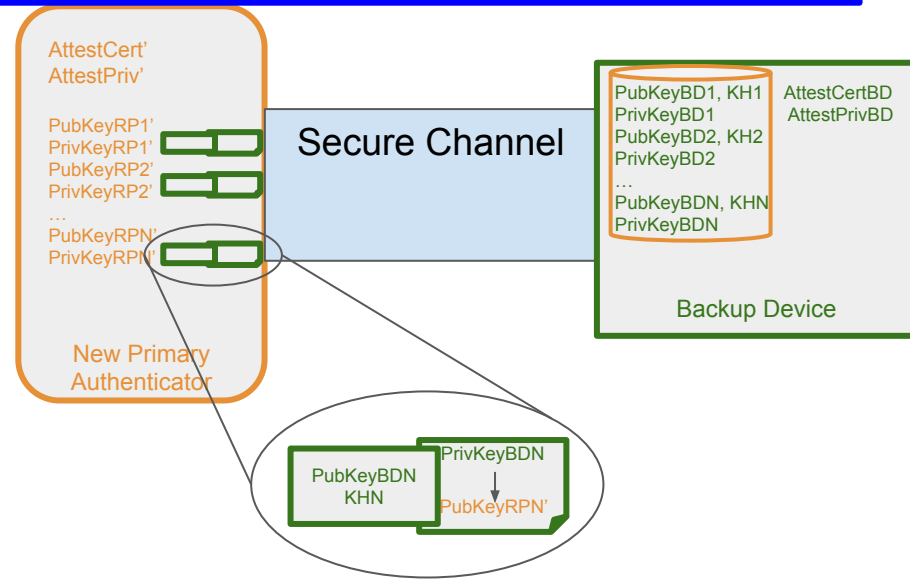 AttestCert’
AttestPriv’
PubKeyRP1’
PrivKeyRP1’
PubKeyRP2’
PrivKeyRP2’
…
PubKeyRPN’
PrivKeyRPN’
New Primary
Authenticator
Secure Channel
PubKeyBD1, KH1
PrivKeyBD1
PubKeyBD2, KH2
PrivKeyBD2
…
PubKeyBDN, KHN
PrivKeyBDN
AttestCertBD
AttestPrivBD
Backup Device
PubKeyBDN
KHN
PrivKeyBDN
PubKeyRPN’